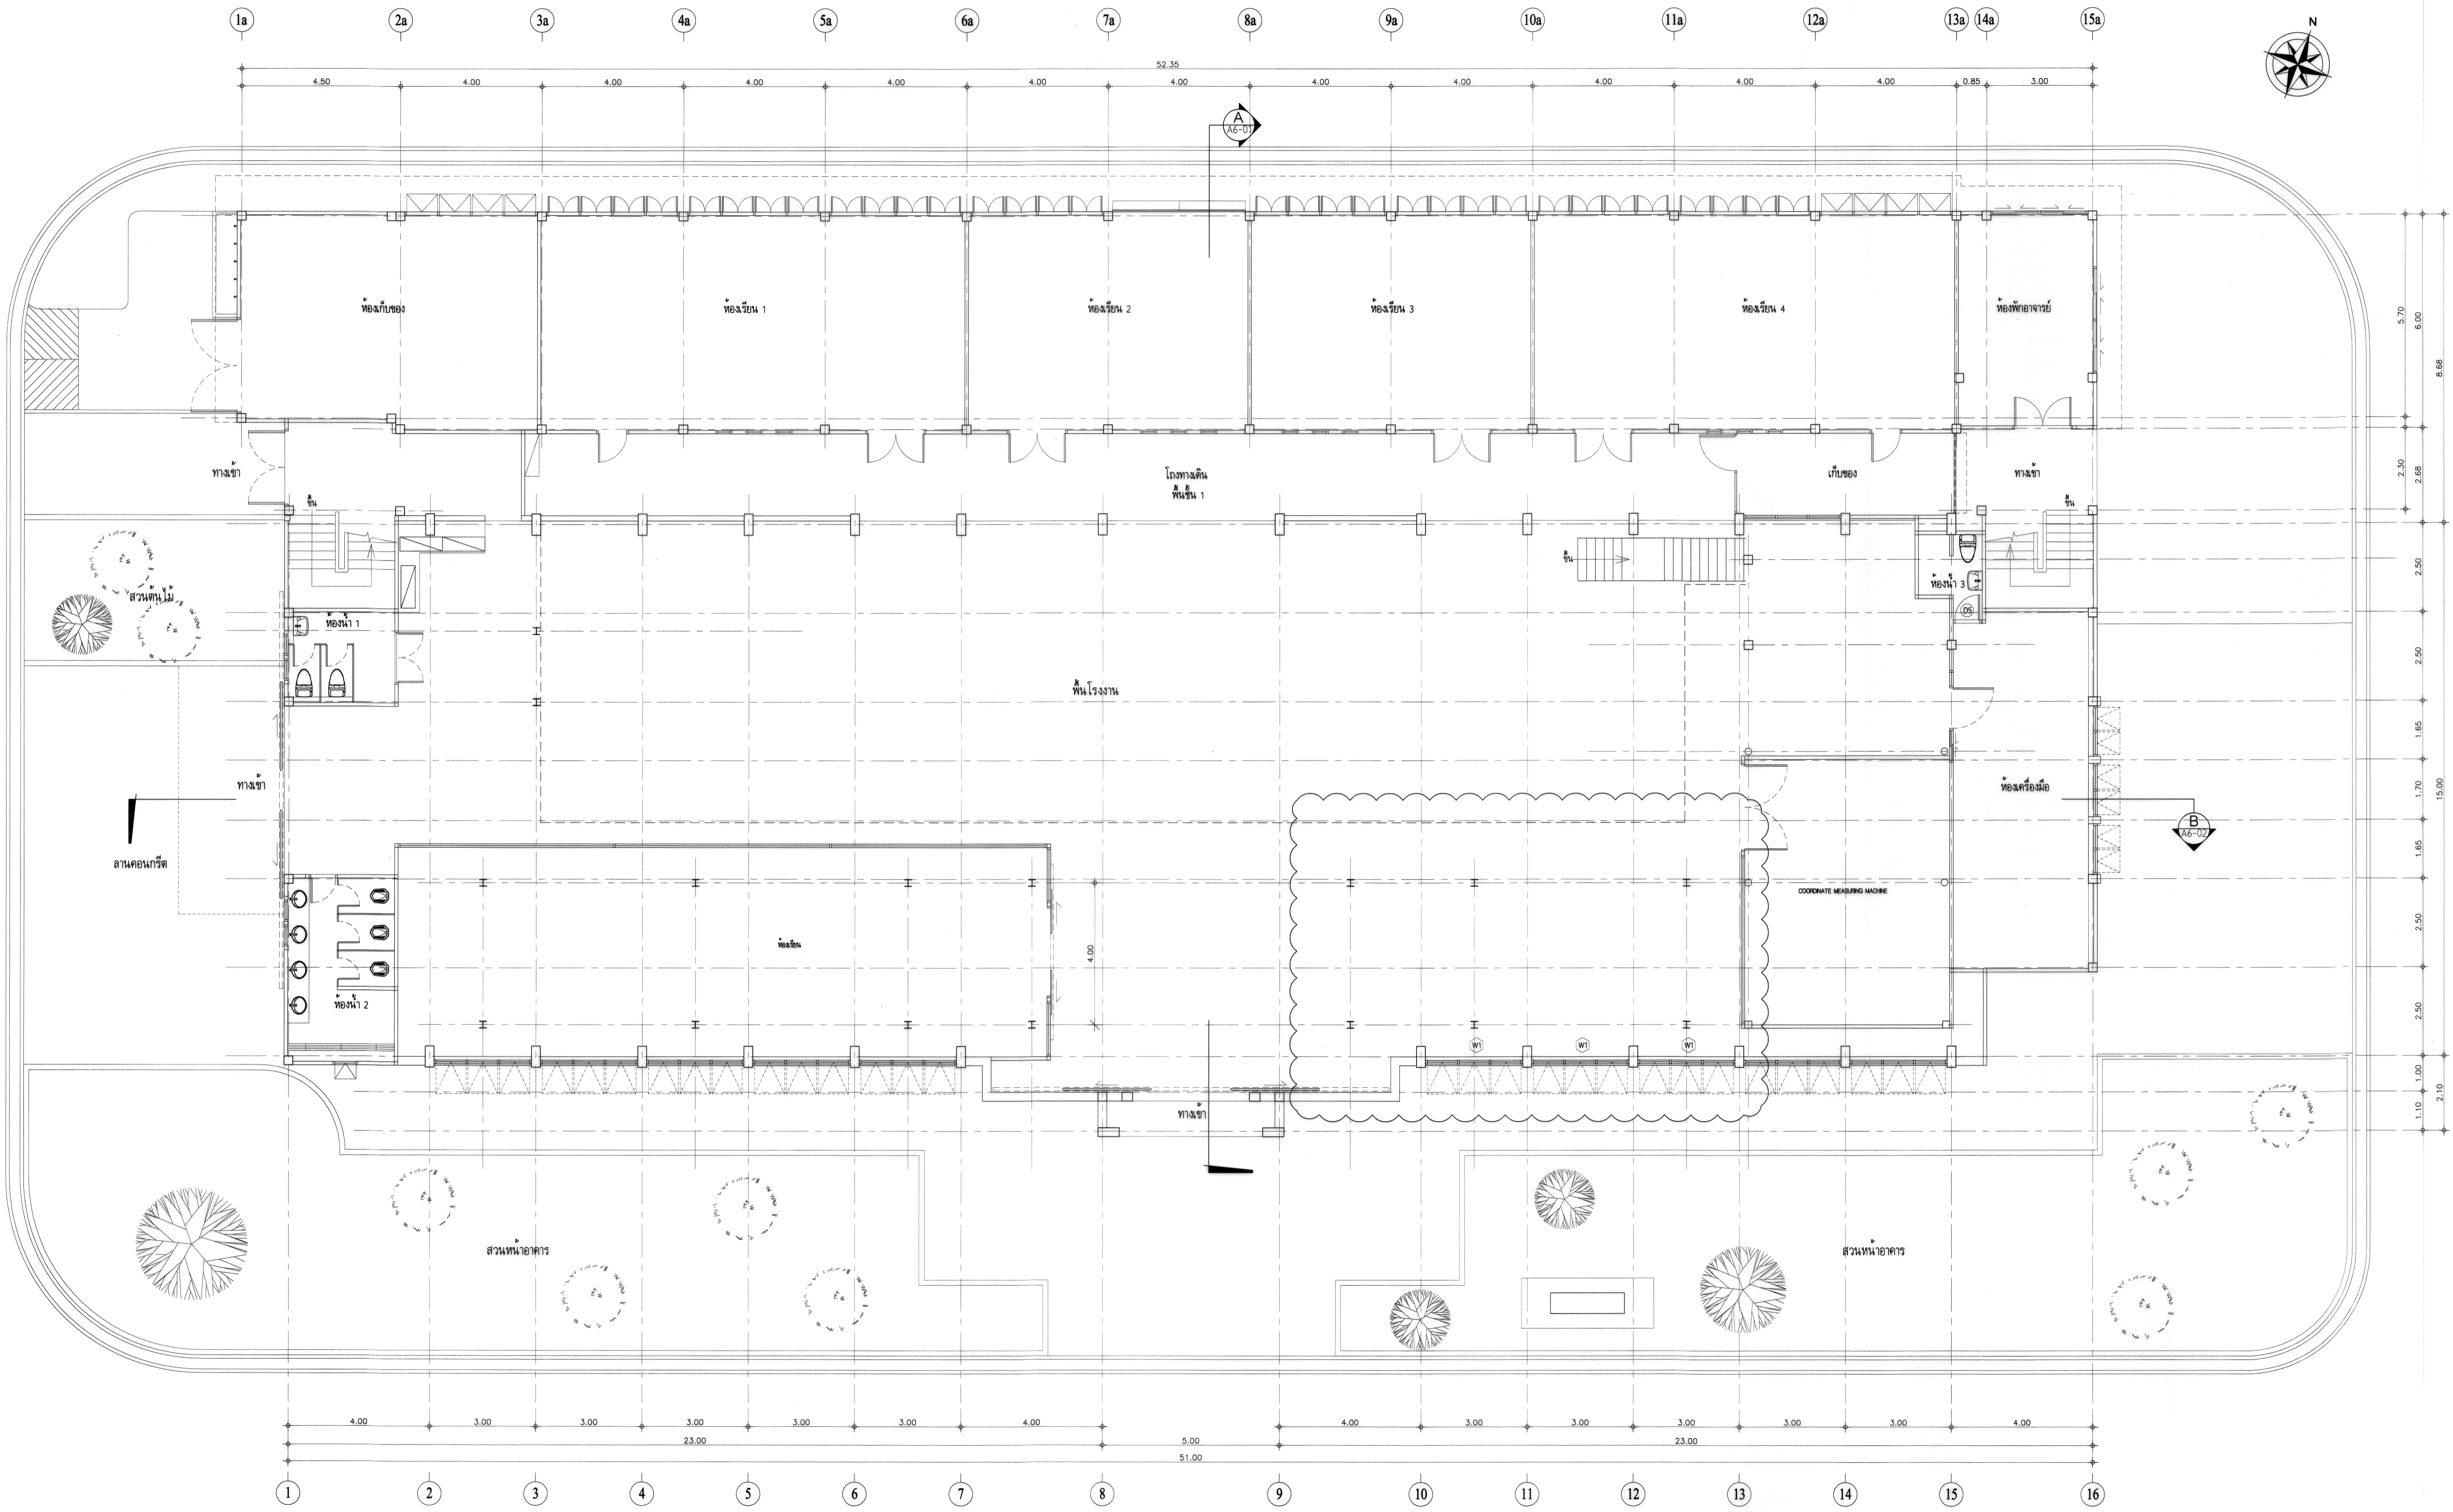 1a 2a 3a 4a 5a 6a 7a 8a 9a 10a 11a 12a 13a 14a 15a
N
52.35
4.50 4.00 4.00 4.00 4.00 4.00 4.00 4.00 4.00 4.00 4.00 4.00 0.85 3.00
A
A6-01
ห้องเก็บของ
ห้องเรียน 1
ห้องเรียน 2
ห้องเรียน 3
ห้องเรียน 4
ห้องพักอาจารย์
5.70
6.00
8.68
ทางเข้า
โถงทางเดิน
พื้นชั้น 1
เก็บของ
ทางเข้า
2.30
2.68
ขึ้น
ขึ้น
ขึ้น
2.50
ห้องน้ำ 3
DS
สวนต้นไม้
ห้องน้ำ 1
2.50
พื้นโรงงาน
1.65
ทางเข้า
ห้องเครื่องมือ
1.70
15.00
B
A6-02
ลานคอนกรีต
1.65
COORDINATE MEASURING MACHINE
2.50
ห้องเรียน
4.00
ห้องน้ำ 2
2.50
W1 W1 W1
1.00
2.10
1.10
ทางเข้า
สวนหน้าอาคาร
สวนหน้าอาคาร
4.00 3.00 3.00 3.00 3.00 3.00 4.00 4.00 3.00 3.00 3.00 3.00 3.00 4.00
23.00 5.00 23.00
51.00
1 2 3 4 5 6 7 8 9 10 11 12 13 14 15 16